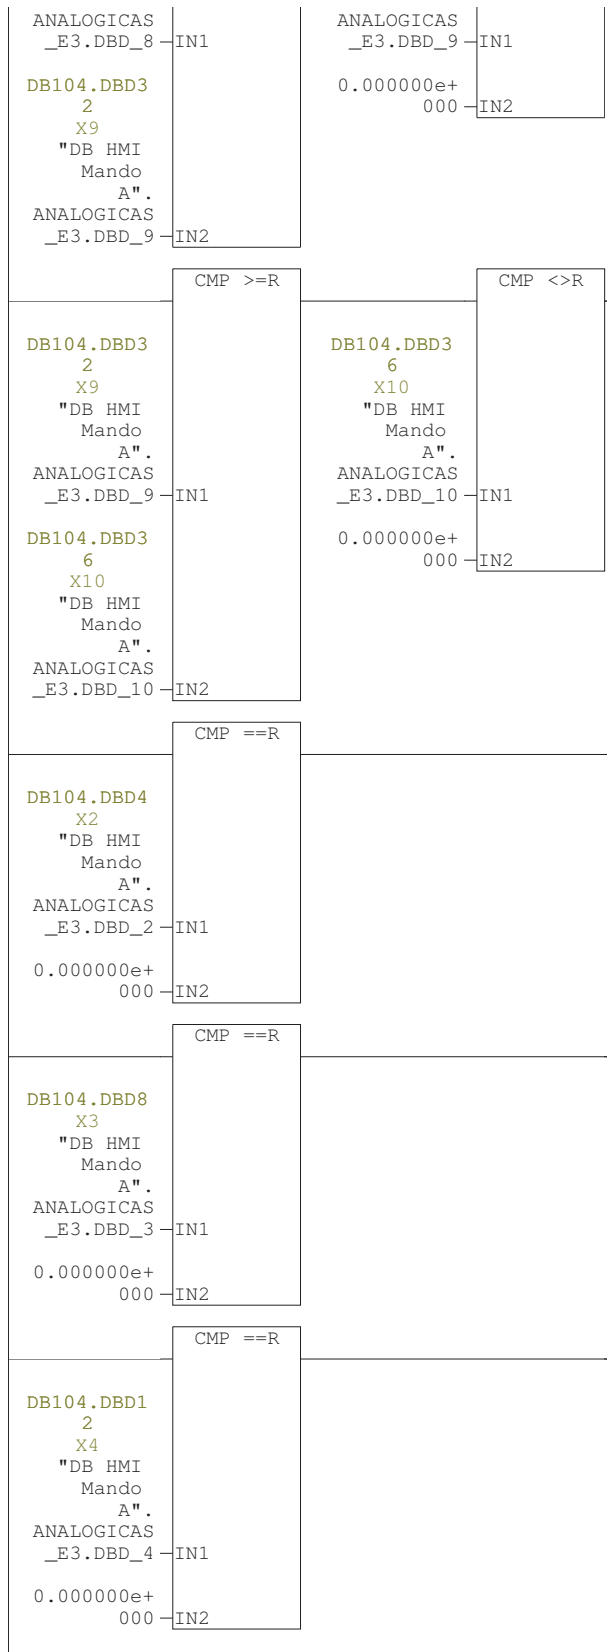 ANALOGICAS
_E3.DBD_8 IN1
DB104.DBD3
2
X9
"DB HMI
Mando
A".
ANALOGICAS
_E3.DBD_9 IN2
ANALOGICAS
_E3.DBD_9 IN1
0.000000e+
000 IN2
CMP >=R
DB104.DBD3
2
X9
"DB HMI
Mando
A".
ANALOGICAS
_E3.DBD_9 IN1
DB104.DBD3
6
X10
"DB HMI
Mando
A".
ANALOGICAS
_E3.DBD_10 IN2
CMP <>R
DB104.DBD3
6
X10
"DB HMI
Mando
A".
ANALOGICAS
_E3.DBD_10 IN1
0.000000e+
000 IN2
CMP ==R
DB104.DBD4
X2
"DB HMI
Mando
A".
ANALOGICAS
_E3.DBD_2 IN1
0.000000e+
000 IN2
CMP ==R
DB104.DBD8
X3
"DB HMI
Mando
A".
ANALOGICAS
_E3.DBD_3 IN1
0.000000e+
000 IN2
CMP ==R
DB104.DBD1
2
X4
"DB HMI
Mando
A".
ANALOGICAS
_E3.DBD_4 IN1
0.000000e+
000 IN2